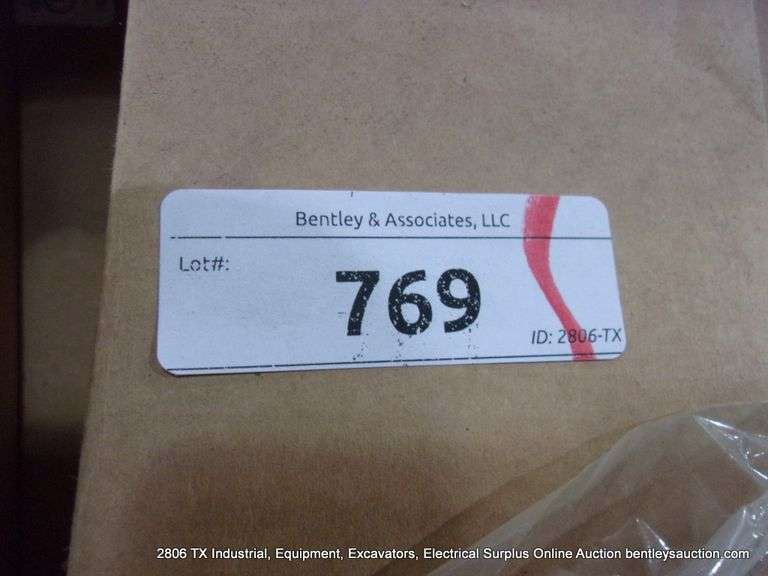 Bentley & Associates, LLC
Lot#:
769
ID: 2806-TX
2806 TX Industrial, Equipment, Excavators, Electrical Surplus Online Auction bentleysauction.com